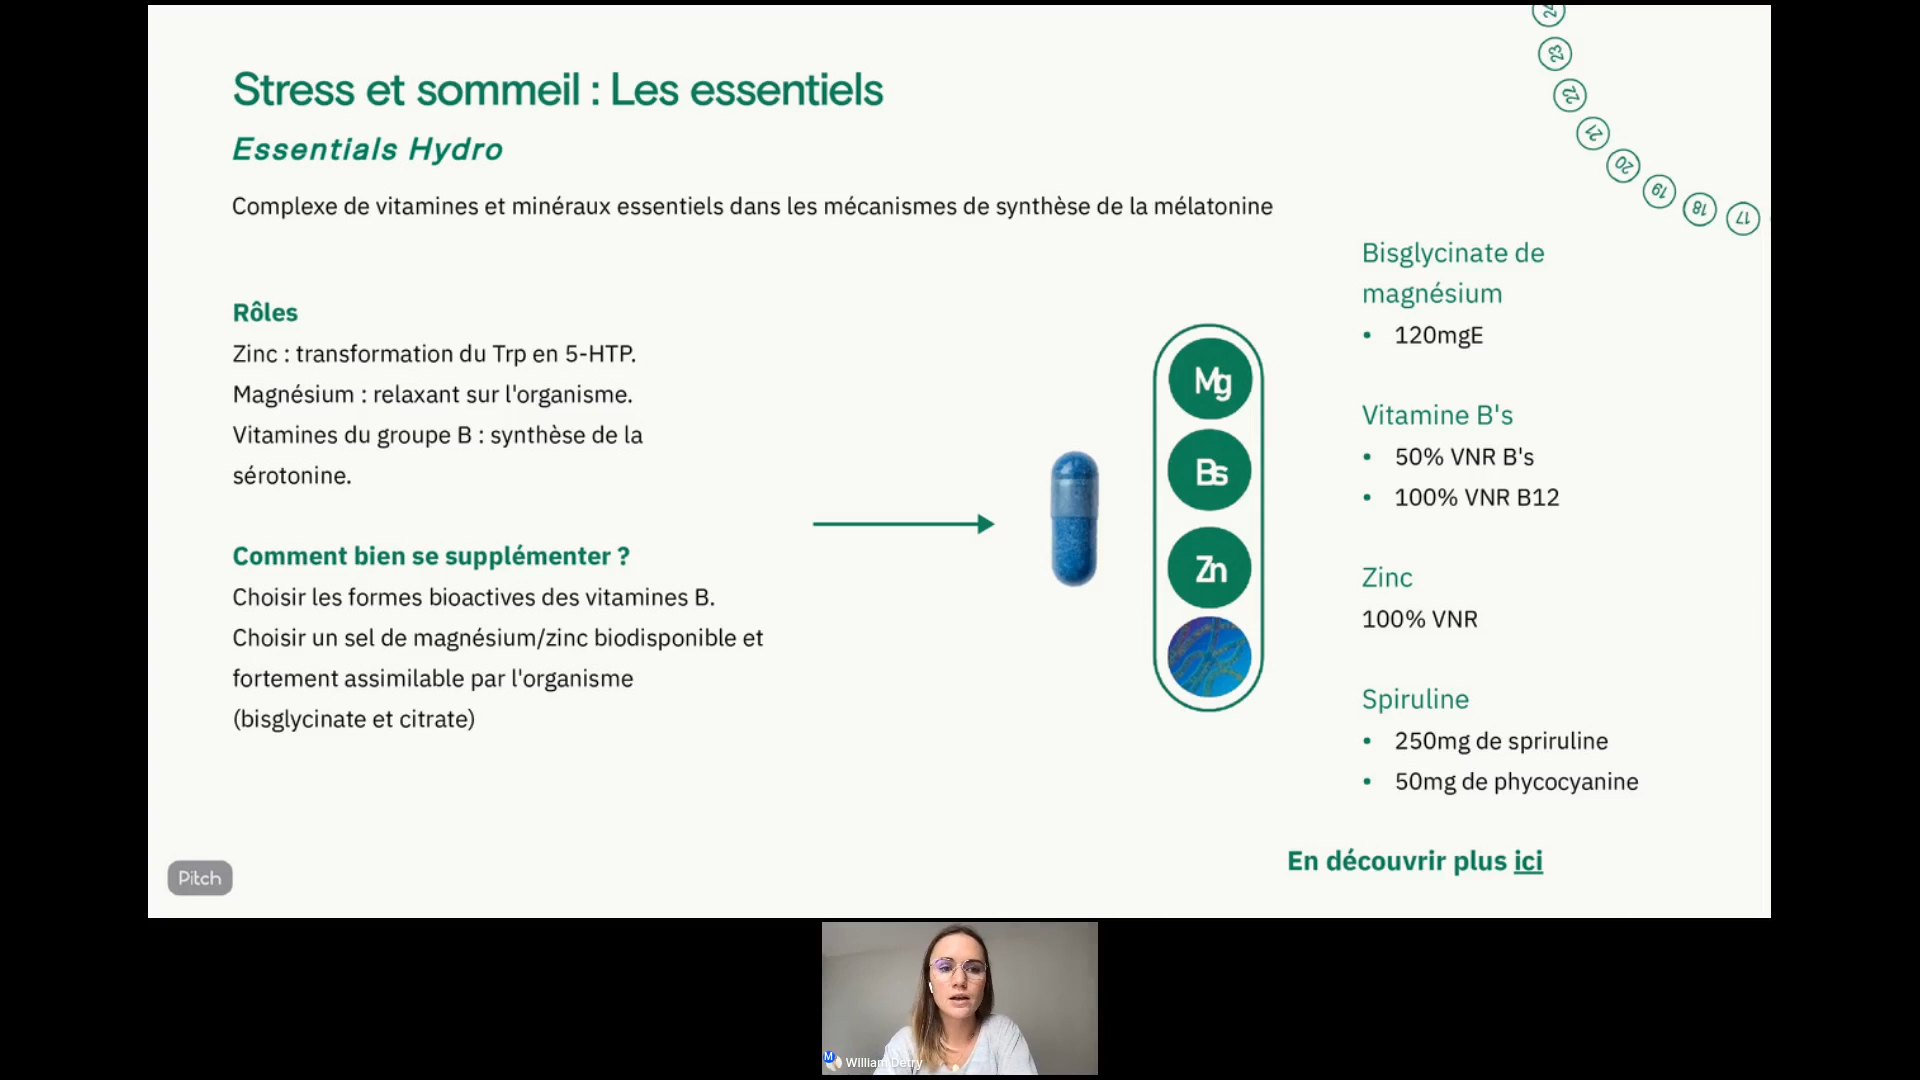 Stress et sommeil : Les essentiels
Essentials Hydro
Complexe de vitamines et minéraux essentiels dans les mécanismes de synthèse de la mélatonine
Rôles
Zinc : transformation du Trp en 5-HTP.
Magnésium : relaxant sur l'organisme.
Vitamines du groupe B : synthèse de la
sérotonine.
Comment bien se supplémenter ?
Choisir les formes bioactives des vitamines B.
Choisir un sel de magnésium/zinc biodisponible et
fortement assimilable par l'organisme
(bisglycinate et citrate)
Mg
Bs
Zn
24
23
22
21
20
19
18
17
Bisglycinate de
magnésium
• 120mgE
Vitamine B's
• 50% VNR B's
• 100% VNR B12
Zinc
100% VNR
Spiruline
• 250mg de spriruline
• 50mg de phycocyanine
En découvrir plus ici
Pitch
M
William Detry